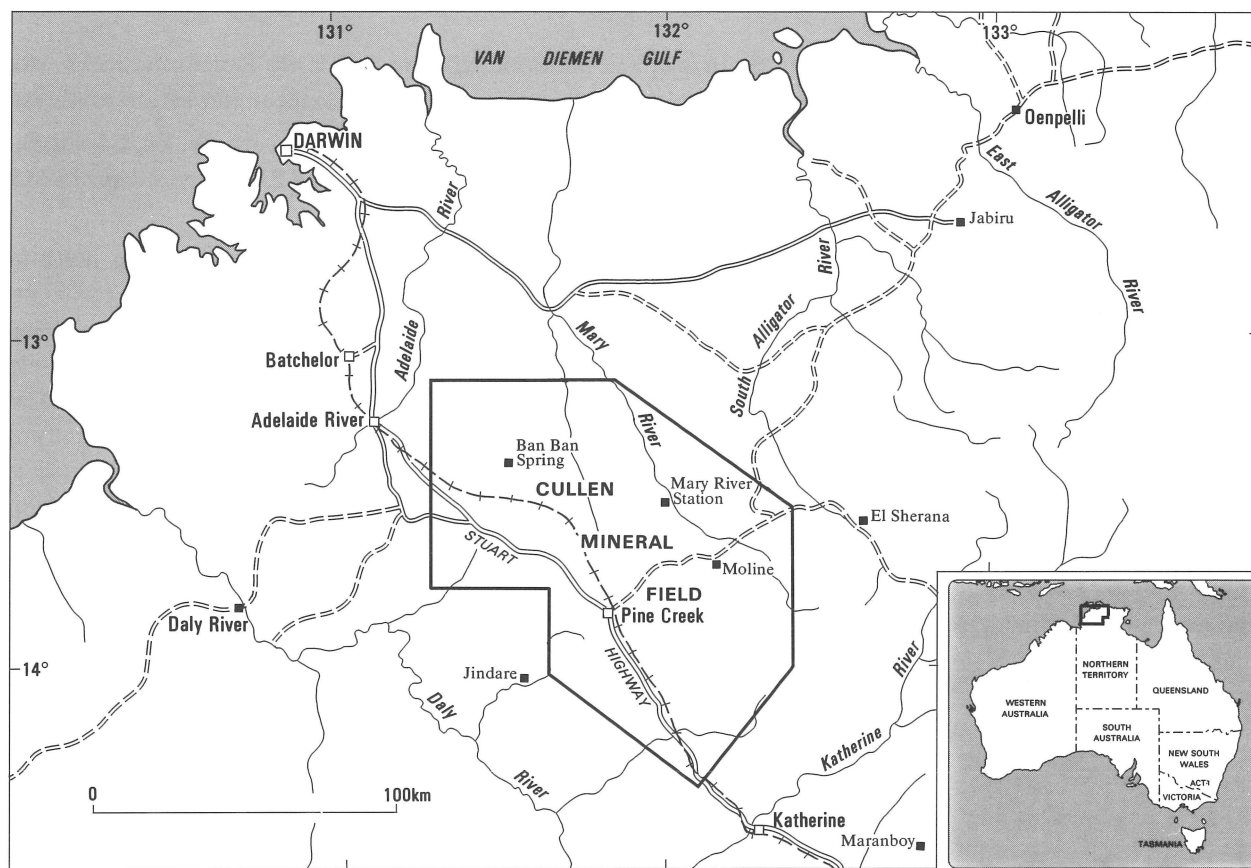 131°
132°
133°
VAN DIEMEN GULF
Oenpelli
DARWIN
East
Alligator
River
River
Jabiru
River
Alligator
South
13°
Mary
River
Adelaide
Batchelor
Adelaide River
Ban Ban
Spring
CULLEN
Mary River
Station
El Sherana
STUART
MINERAL
Moline
FIELD
Pine Creek
Daly River
14°
Jindare
HIGHWAY
Daly
River
River
Katherine
0
100km
Katherine
Maranboy
NORTHERN
TERRITORY
QUEENSLAND
WESTERN
AUSTRALIA
SOUTH
AUSTRALIA
NEW SOUTH
WALES
ACT
VICTORIA
TASMANIA